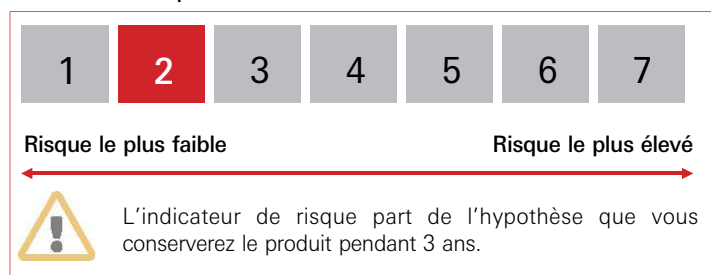 1 2 3 4 5 6 7
Risque le plus faible Risque le plus élevé
L'indicateur de risque part de l'hypothèse que vous
conserverez le produit pendant 3 ans.